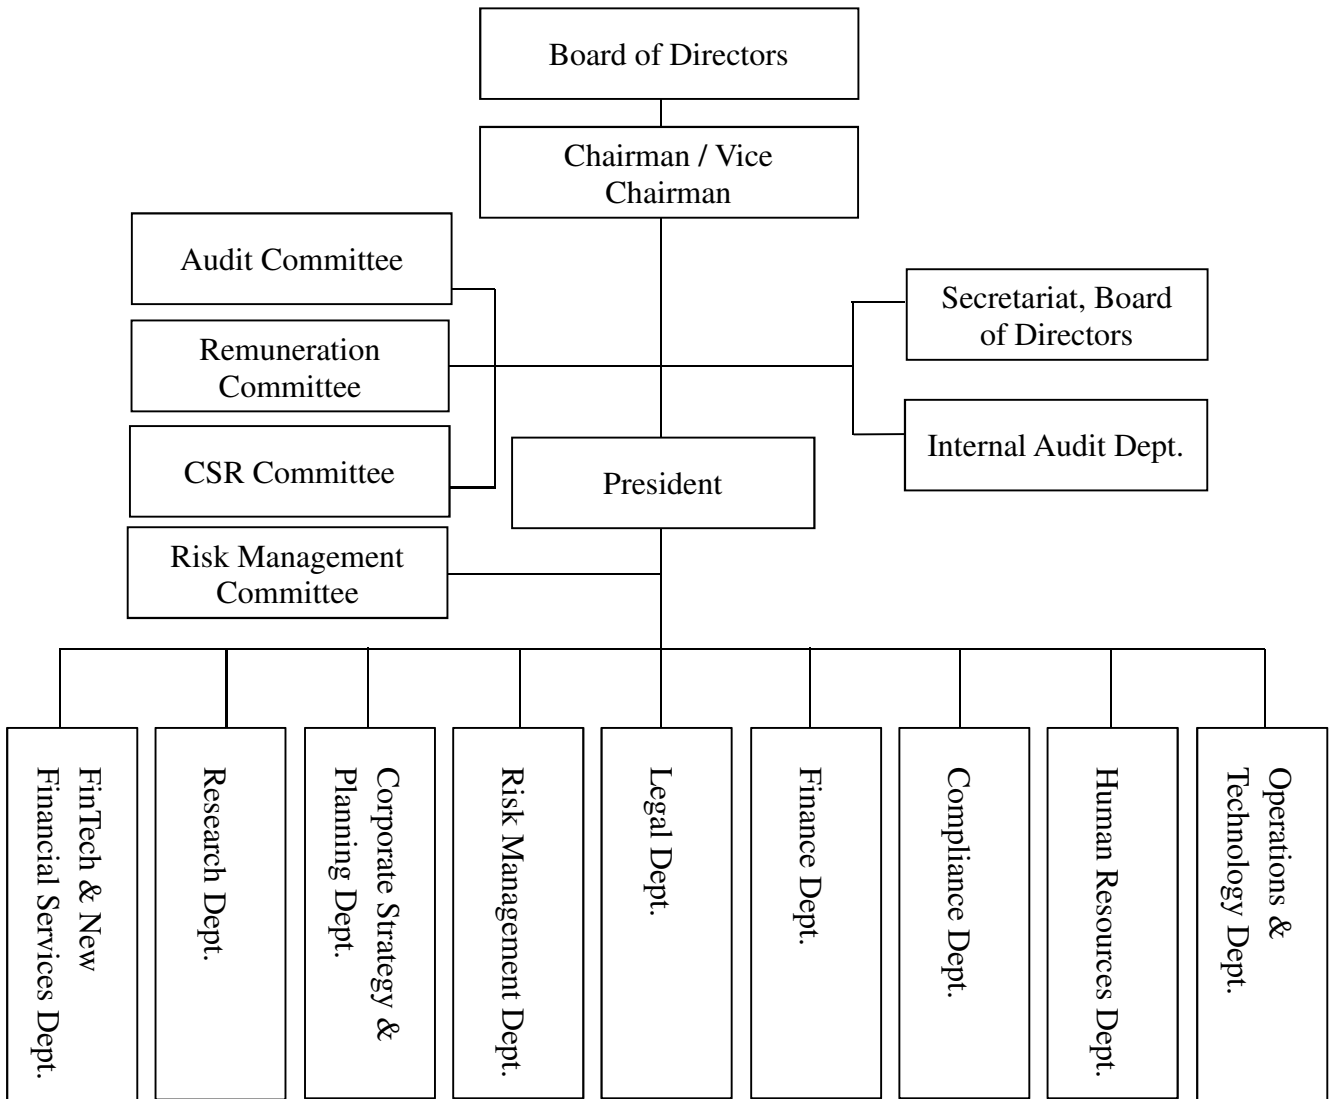 Board of Directors
Chairman / Vice
Chairman
Audit Committee
Secretariat, Board
of Directors
Remuneration
Committee
Internal Audit Dept.
CSR Committee
President
Risk Management
Committee
FinTech & New
Financial Services Dept.
Research Dept.
Corporate Strategy &
Planning Dept.
Risk Management Dept.
Legal Dept.
Finance Dept.
Compliance Dept.
Human Resources Dept.
Operations &
Technology Dept.